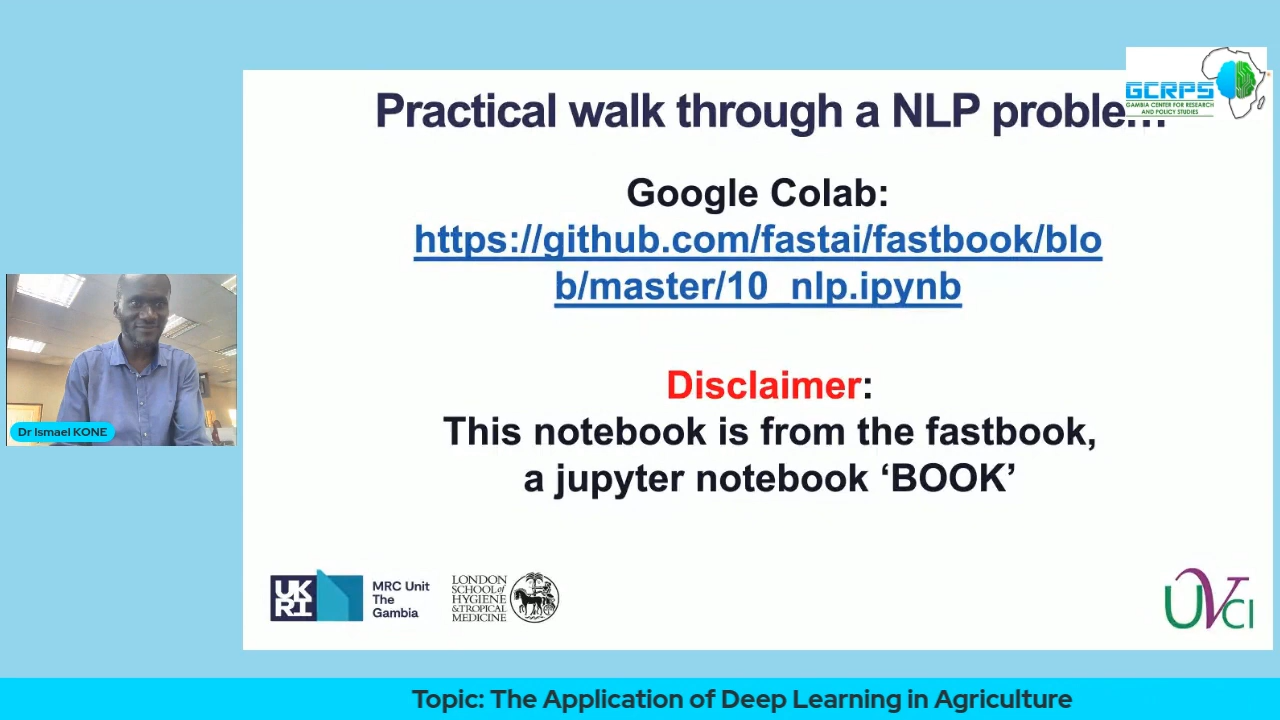 GCRPS
GAMBIA CENTER FOR RESEARCH
AND POLICY STUDIES
Practical walk through a NLP proble
Google Colab:
https://github.com/fastai/fastbook/blo
b/master/10_nlp.ipynb
Disclaimer:
This notebook is from the fastbook,
a jupyter notebook ‘BOOK’
Dr Ismael KONE
UK
RI
MRC Unit
The
Gambia
LONDON
SCHOOL of
HYGIENE
& TROPICAL
MEDICINE
UVCI
Topic: The Application of Deep Learning in Agriculture